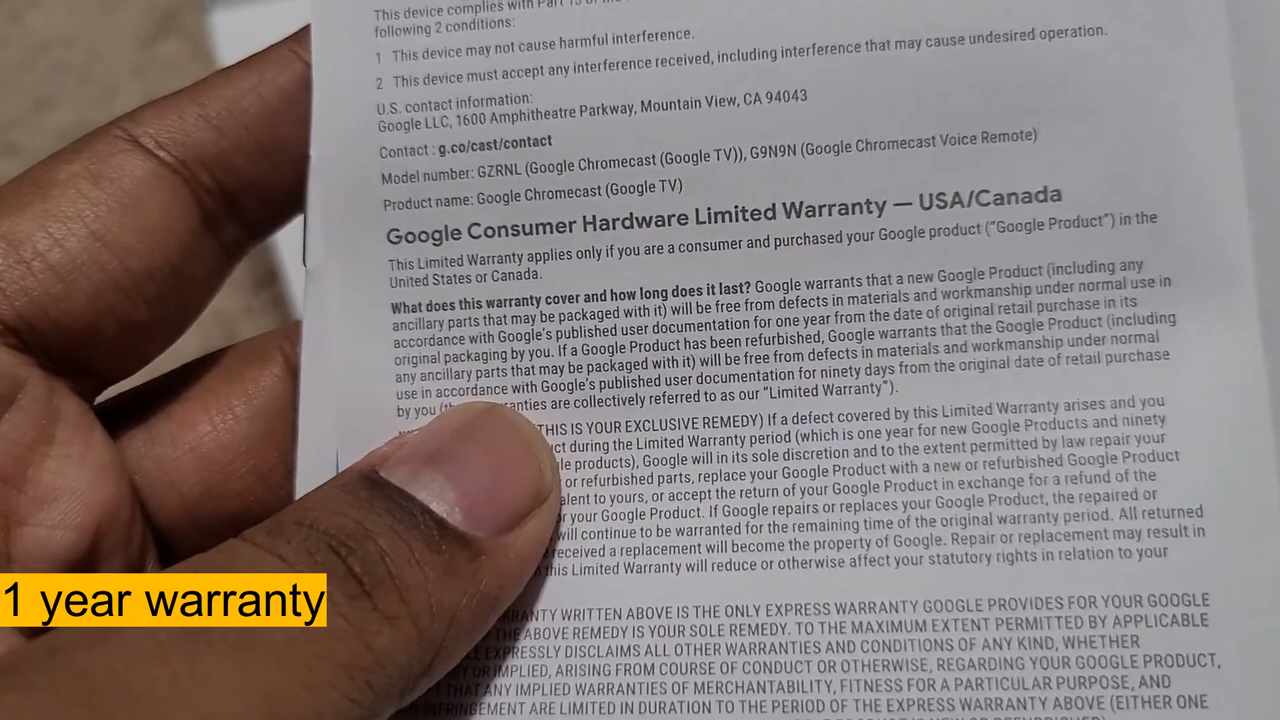 This device complies with Part 15 of the
following 2 conditions:
1 This device may not cause harmful interference.
2 This device must accept any interference received, including interference that may cause undesired operation.
U.S. contact information:
Google LLC, 1600 Amphitheatre Parkway, Mountain View, CA 94043
Contact : g.co/cast/contact
Model number: GZRNL (Google Chromecast (Google TV)), G9N9N (Google Chromecast Voice Remote)
Product name: Google Chromecast (Google TV)
Google Consumer Hardware Limited Warranty — USA/Canada
This Limited Warranty applies only if you are a consumer and purchased your Google product (“Google Product”) in the
United States or Canada.
What does this warranty cover and how long does it last? Google warrants that a new Google Product (including any
ancillary parts that may be packaged with it) will be free from defects in materials and workmanship under normal use in
accordance with Google’s published user documentation for one year from the date of original retail purchase in its
original packaging by you. If a Google Product has been refurbished, Google warrants that the Google Product (including
any ancillary parts that may be packaged with it) will be free from defects in materials and workmanship under normal
use in accordance with Google’s published user documentation for ninety days from the original date of retail purchase
by you ranties are collectively referred to as our “Limited Warranty”).
THIS IS YOUR EXCLUSIVE REMEDY) If a defect covered by this Limited Warranty arises and you
ct during the Limited Warranty period (which is one year for new Google Products and ninety
le products), Google will in its sole discretion and to the extent permitted by law repair your
or refurbished parts, replace your Google Product with a new or refurbished Google Product
alent to yours, or accept the return of your Google Product in exchange for a refund of the
r your Google Product. If Google repairs or replaces your Google Product, the repaired or
will continue to be warranted for the remaining time of the original warranty period. All returned
received a replacement will become the property of Google. Repair or replacement may result in
this Limited Warranty will reduce or otherwise affect your statutory rights in relation to your
1 year warranty
RRANTY WRITTEN ABOVE IS THE ONLY EXPRESS WARRANTY GOOGLE PROVIDES FOR YOUR GOOGLE
THE ABOVE REMEDY IS YOUR SOLE REMEDY. TO THE MAXIMUM EXTENT PERMITTED BY APPLICABLE
EXPRESSLY DISCLAIMS ALL OTHER WARRANTIES AND CONDITIONS OF ANY KIND, WHETHER
OR IMPLIED, ARISING FROM COURSE OF CONDUCT OR OTHERWISE, REGARDING YOUR GOOGLE PRODUCT,
THAT ANY IMPLIED WARRANTIES OF MERCHANTABILITY, FITNESS FOR A PARTICULAR PURPOSE, AND
FRINGEMENT ARE LIMITED IN DURATION TO THE PERIOD OF THE EXPRESS WARRANTY ABOVE (EITHER ONE